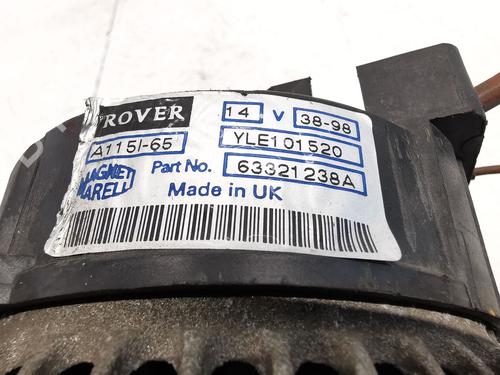 ROVER 14 V 38-98
A115I-65 YLE101520
MAGNETI MARELLI Part No. 63321238A
Made in UK